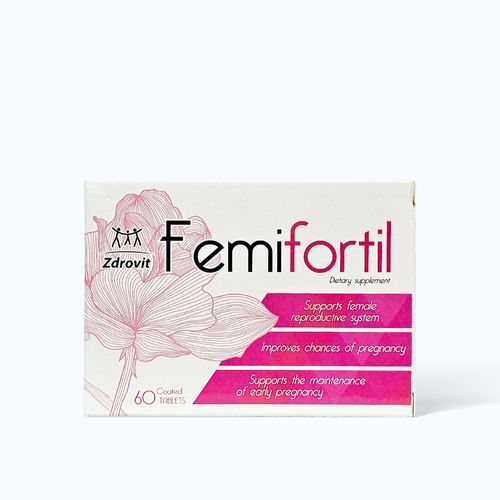 Zdrovit
Femifortil
Dietary supplement
Supports female
reproductive system
Improves chances of pregnancy
Supports the maintenance
of early pregnancy
60 Coated
TABLETS